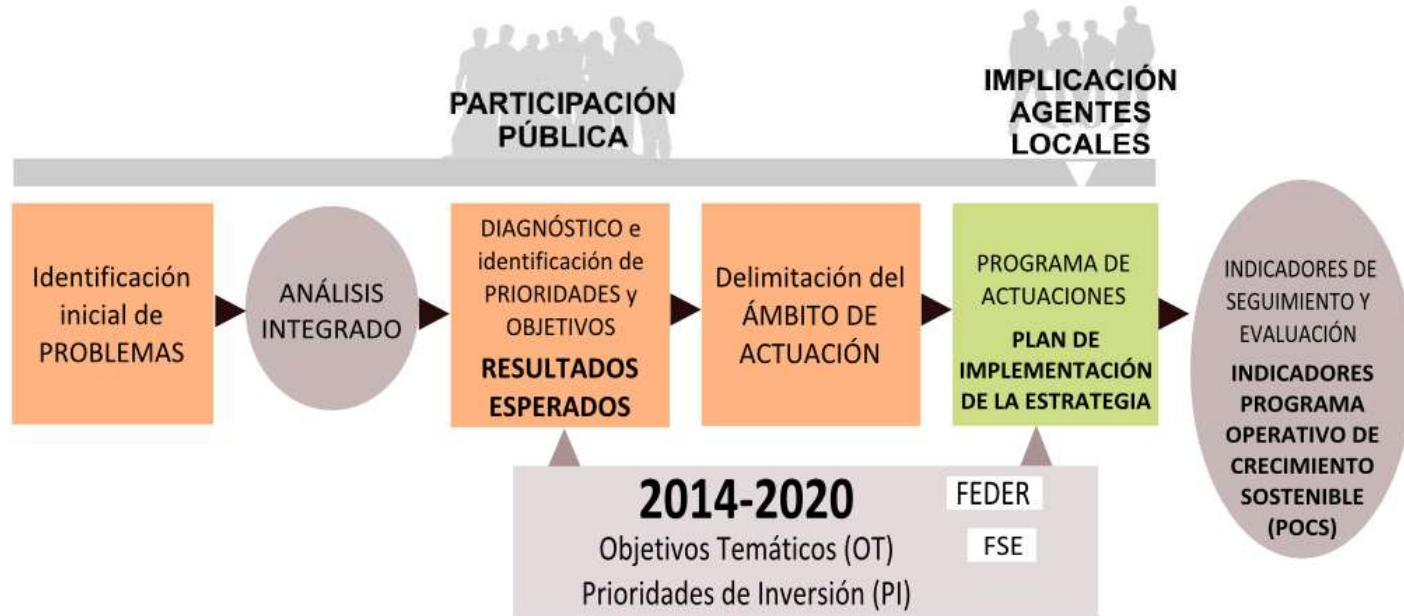 PARTICIPACIÓN
PÚBLICA
IMPLICACIÓN
AGENTES
LOCALES
Identificación
inicial de
PROBLEMAS
ANÁLISIS
INTEGRADO
DIAGNÓSTICO e
identificación de
PRIORIDADES y
OBJETIVOS
RESULTADOS
ESPERADOS
Delimitación del
ÁMBITO DE
ACTUACIÓN
PROGRAMA DE
ACTUACIONES
PLAN DE
IMPLEMENTACIÓN
DE LA ESTRATEGIA
INDICADORES DE
SEGUIMIENTO Y
EVALUACIÓN
INDICADORES
PROGRAMA
OPERATIVO DE
CRECIMIENTO
SOSTENIBLE
(POCS)
2014-2020
Objetivos Temáticos (OT)
Prioridades de Inversión (PI)
FEDER
FSE